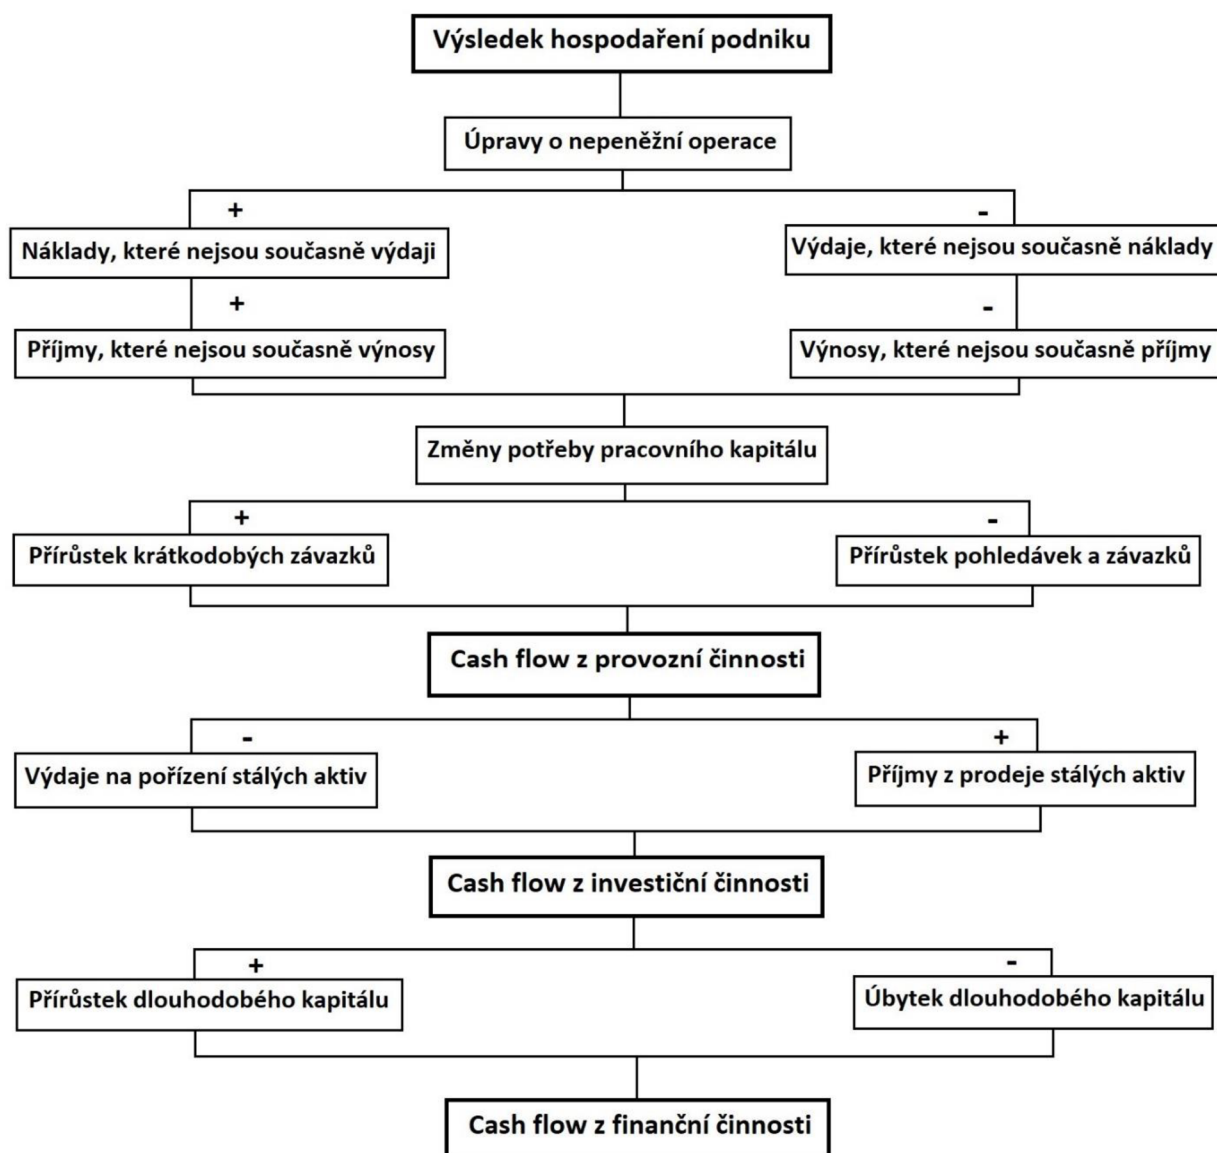 Výsledek hospodaření podniku
Úpravy o nepeněžní operace
+
-
Náklady, které nejsou současně výdaji
Výdaje, které nejsou současně náklady
+
-
Příjmy, které nejsou současně výnosy
Výnosy, které nejsou současně příjmy
Změny potřeby pracovního kapitálu
+
-
Přírůstek krátkodobých závazků
Přírůstek pohledávek a závazků
Cash flow z provozní činnosti
-
+
Výdaje na pořízení stálých aktiv
Příjmy z prodeje stálých aktiv
Cash flow z investiční činnosti
+
-
Přírůstek dlouhodobého kapitálu
Úbytek dlouhodobého kapitálu
Cash flow z finanční činnosti